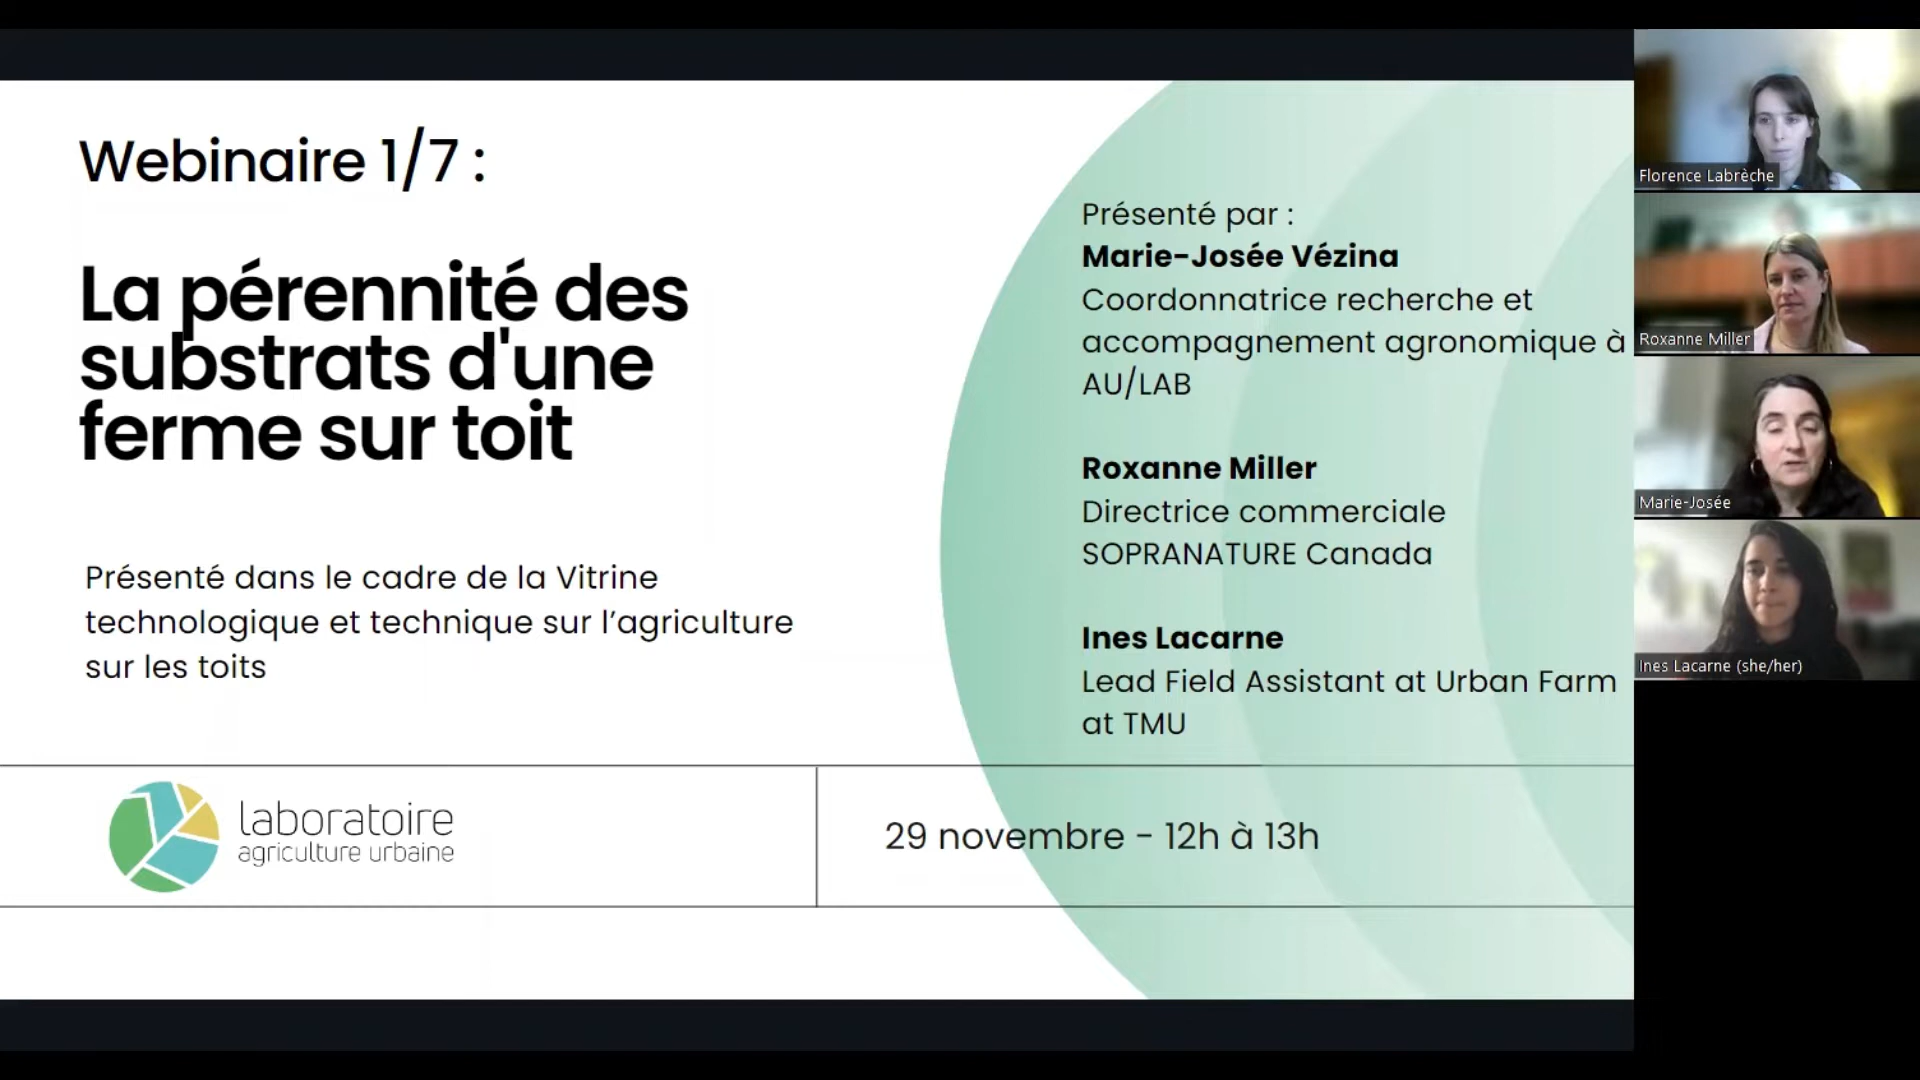 Webinaire 1/7 :
La pérennité des
substrats d'une
ferme sur toit
Présenté dans le cadre de la Vitrine
technologique et technique sur l’agriculture
sur les toits
Présenté par :
Marie-Josée Vézina
Coordonnatrice recherche et
accompagnement agronomique à
AU/LAB
Roxanne Miller
Directrice commerciale
SOPRANATURE Canada
Ines Lacarne
Lead Field Assistant at Urban Farm
at TMU
laboratoire
agriculture urbaine
29 novembre - 12h à 13h
Florence Labrèche
Roxanne Miller
Marie-Josée
Ines Lacarne (she/her)